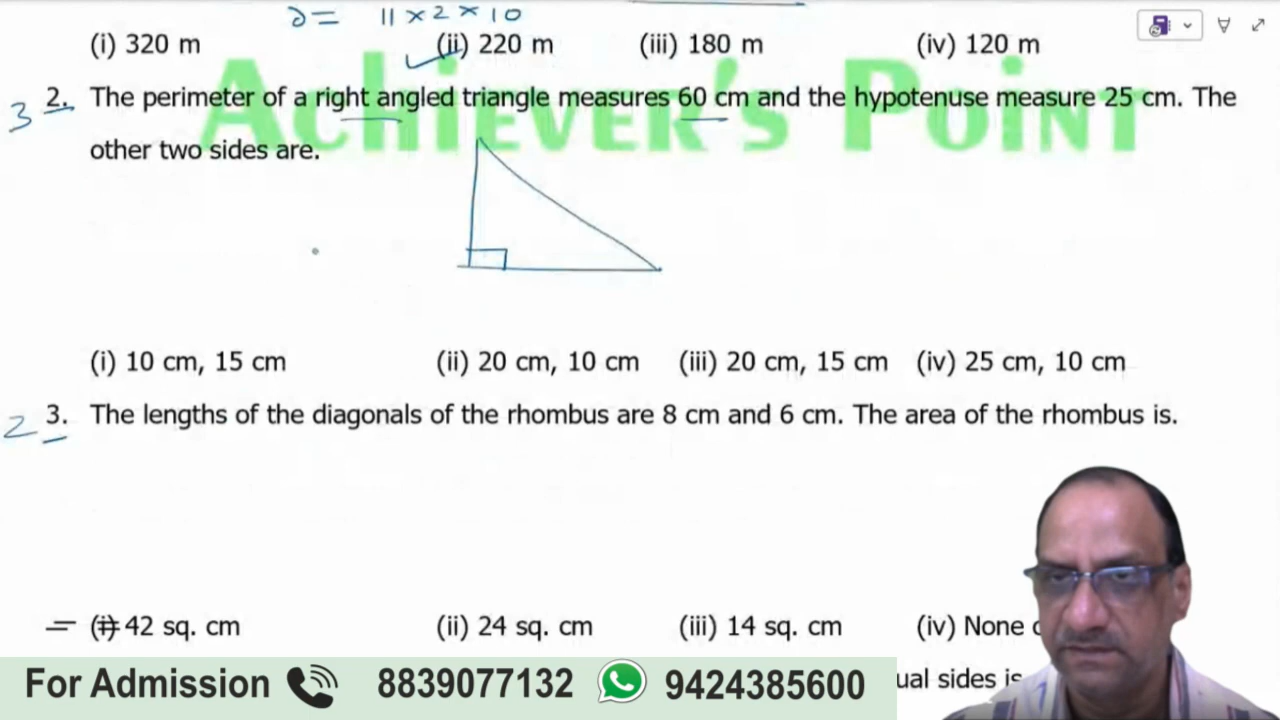 ∂ = 11 × 2 × 10
(i) 320 m (ii) 220 m (iii) 180 m (iv) 120 m
ACHIEVER'S POINT
3 2. The perimeter of a right angled triangle measures 60 cm and the hypotenuse measure 25 cm. The
other two sides are.
(i) 10 cm, 15 cm (ii) 20 cm, 10 cm (iii) 20 cm, 15 cm (iv) 25 cm, 10 cm
2 3. The lengths of the diagonals of the rhombus are 8 cm and 6 cm. The area of the rhombus is.
(i) 42 sq. cm (ii) 24 sq. cm (iii) 14 sq. cm (iv) None
ual sides is
For Admission 8839077132 9424385600